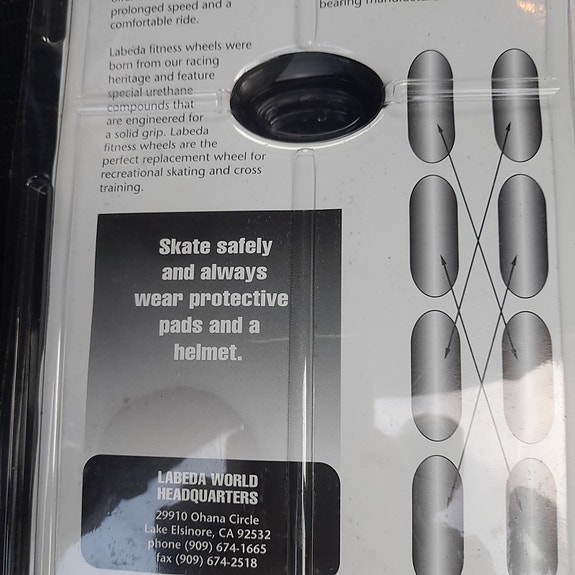 prolonged speed and a
comfortable ride.
Labeda fitness wheels were
born from our racing
heritage and feature
special urethane
compounds that
are engineered for
a solid grip. Labeda
fitness wheels are the
perfect replacement wheel for
recreational skating and cross
training.
Skate safely
and always
wear protective
pads and a
helmet.
LABEDA WORLD
HEADQUARTERS
29910 Ohana Circle
Lake Elsinore, CA 92532
phone (909) 674-1665
fax (909) 674-2518
bearing